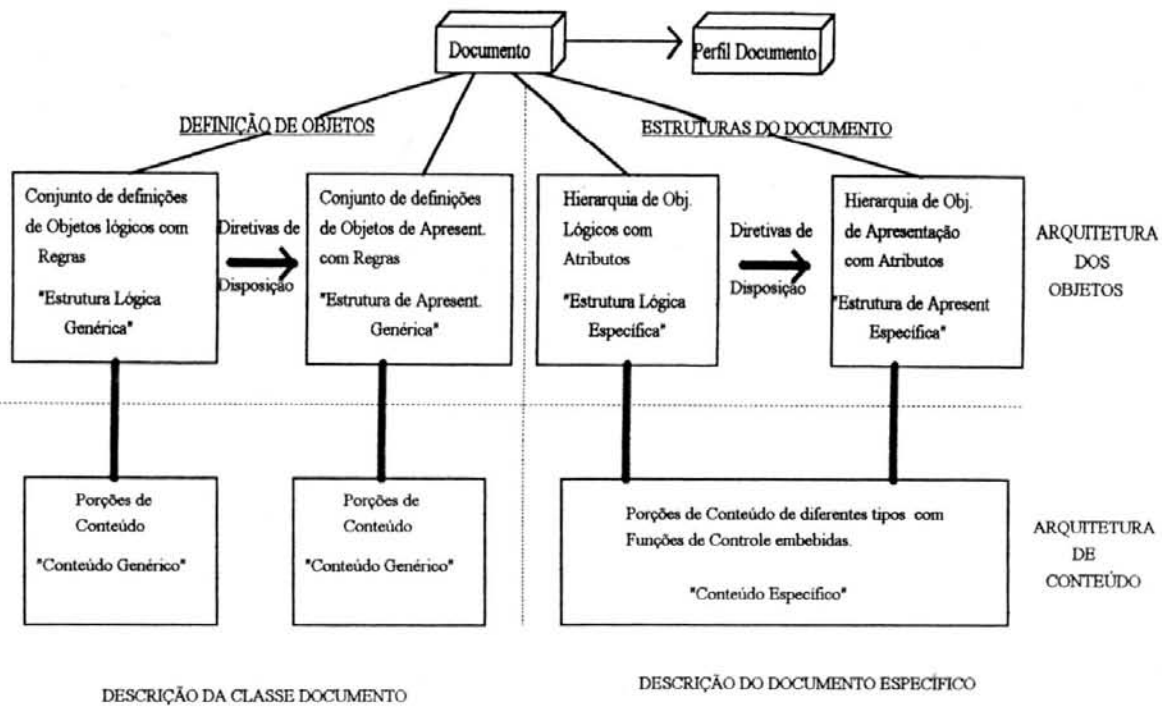 Documento
Perfil Documento
DEFINIÇÃO DE OBJETOS
ESTRUTURAS DO DOCUMENTO
Conjunto de definições
de Objetos lógicos com
Regras
"Estrutura Lógica
Genérica"
Diretivas de
Disposição
Conjunto de definições
de Objetos de Apresent.
com Regras
"Estrutura de Apresent.
Genérica"
Hierarquia de Obj.
Lógicos com
Atributos
"Estrutura Lógica
Específica"
Diretivas de
Disposição
Hierarquia de Obj.
de Apresentação
com Atributos
"Estrutura de Apresent
Específica"
ARQUITETURA
DOS
OBJETOS
Porções de
Conteúdo
"Conteúdo Genérico"
Porções de
Conteúdo
"Conteúdo Genérico"
Porções de Conteúdo de diferentes tipos com
Funções de Controle embebidas.
"Conteúdo Específico"
ARQUITETURA
DE
CONTEÚDO
DESCRIÇÃO DA CLASSE DOCUMENTO
DESCRIÇÃO DO DOCUMENTO ESPECÍFICO